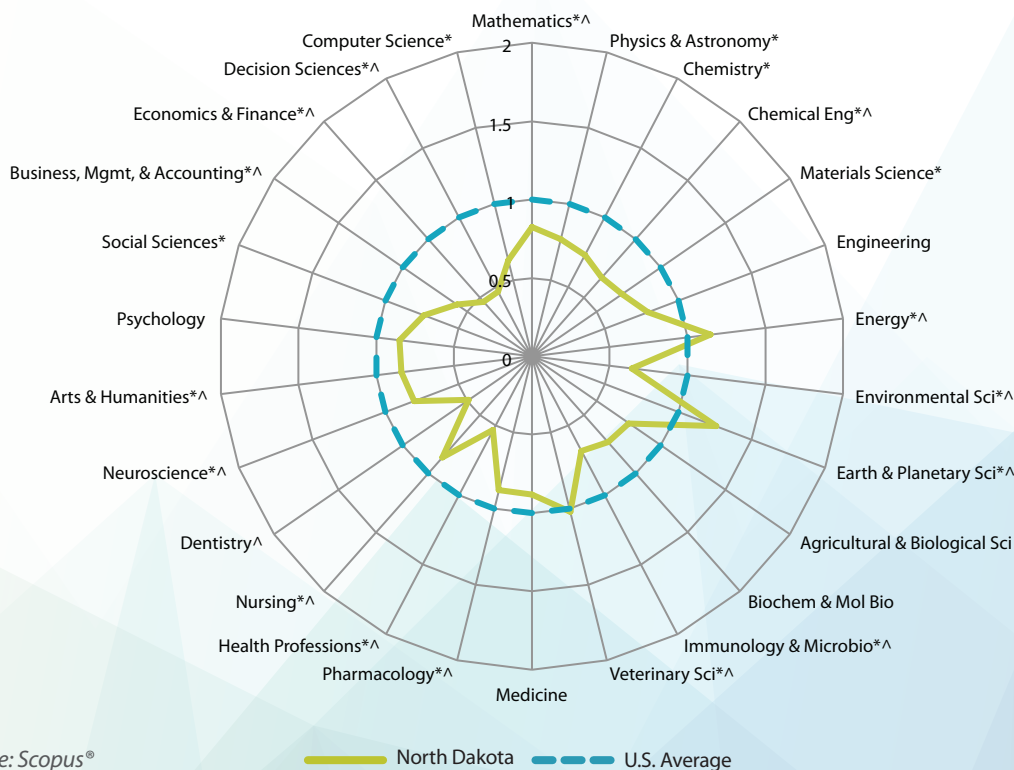 Mathematics*^
Physics & Astronomy*
Chemistry*
Chemical Eng*^
Materials Science*
Engineering
Energy*^
Environmental Sci*^
Earth & Planetary Sci*^
Agricultural & Biological Sci
Biochem & Mol Bio
Immunology & Microbio*^
Veterinary Sci*^
Medicine
Pharmacology*^
Health Professions*^
Nursing*^
Dentistry^
Neuroscience*^
Arts & Humanities*^
Psychology
Social Sciences*
Business, Mgmt, & Accounting*^
Economics & Finance*^
Decision Sciences*^
Computer Science*
2
1.5
1
0.5
0
e: Scopus®
North Dakota
U.S. Average